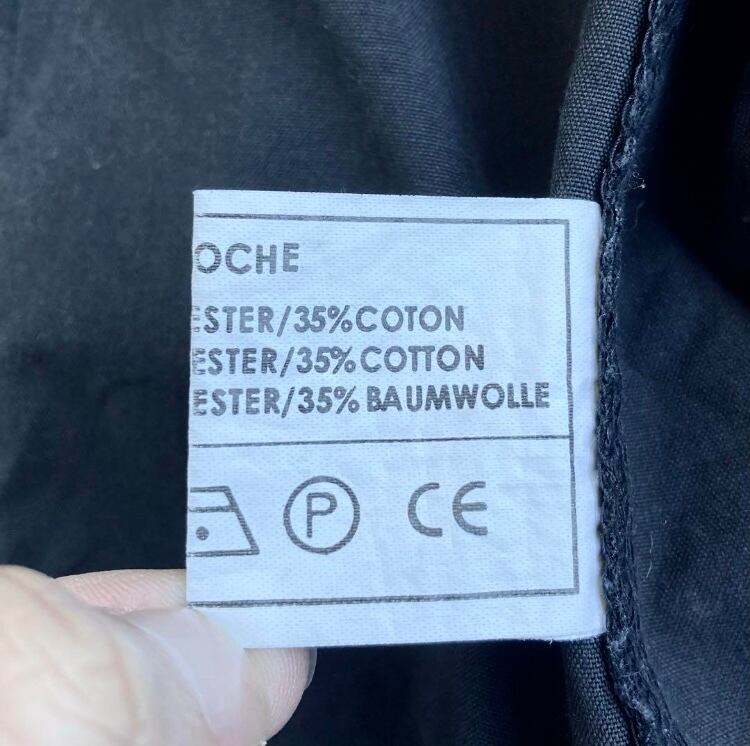 OCHE
ESTER/35%COTON
ESTER/35%COTTON
ESTER/35%BAUMWOLLE
P CE